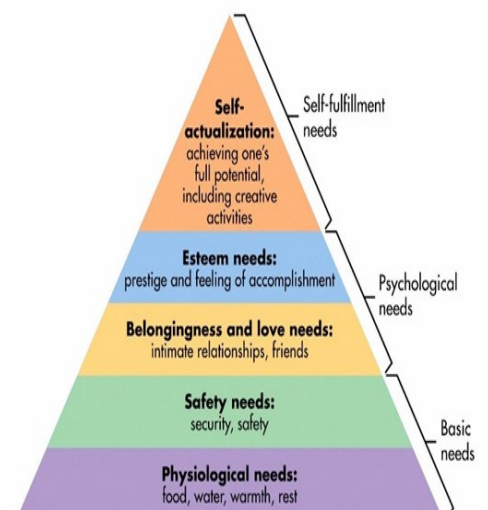 Self-
actualization:
achieving one's
full potential,
including creative
activities
Self-fulfillment
needs
Esteem needs:
prestige and feeling of accomplishment
Psychological
needs
Belongingness and love needs:
intimate relationships, friends
Safety needs:
security, safety
Basic
needs
Physiological needs:
food, water, warmth, rest